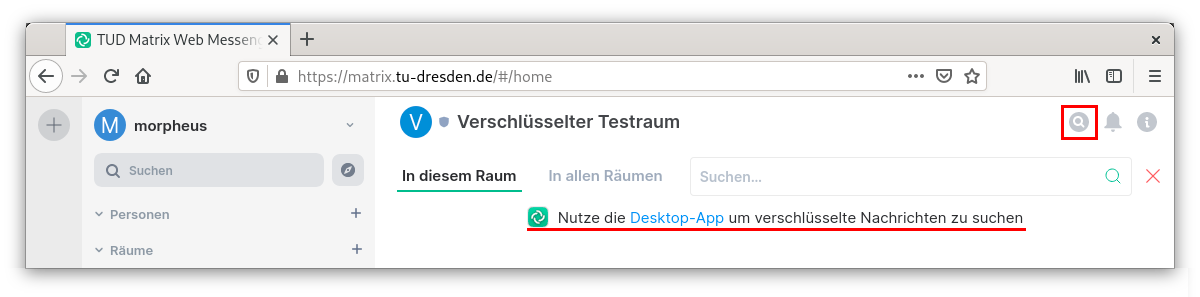 TUD Matrix Web Messeng
https://matrix.tu-dresden.de/#/home
M morpheus
V Verschlüsselter Testraum
Suchen
In diesem Raum In allen Räumen Suchen...
Personen
Nutze die Desktop-App um verschlüsselte Nachrichten zu suchen
Räume